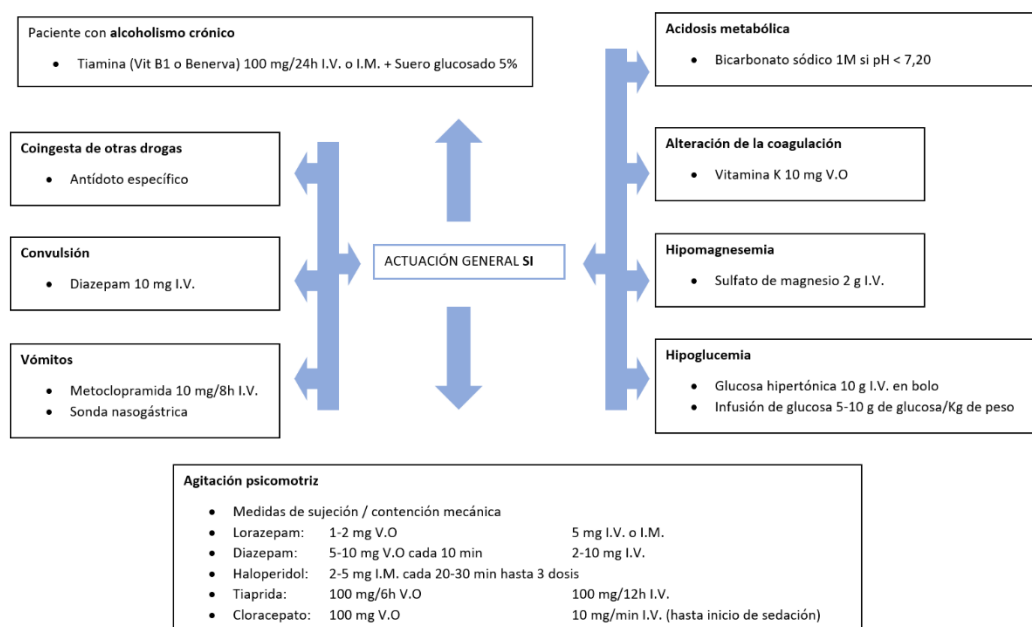 Paciente con alcoholismo crónico
• Tiamina (Vit B1 o Benerva) 100 mg/24h I.V. o I.M. + Suero glucosado 5%
Acidosis metabólica
• Bicarbonato sódico 1M si pH < 7,20
Coingesta de otras drogas
• Antídoto específico
Alteración de la coagulación
• Vitamina K 10 mg V.O
Convulsión
• Diazepam 10 mg I.V.
ACTUACIÓN GENERAL SI
Hipomagnesemia
• Sulfato de magnesio 2 g I.V.
Vómitos
• Metoclopramida 10 mg/8h I.V.
• Sonda nasogástrica
Hipoglucemia
• Glucosa hipertónica 10 g I.V. en bolo
• Infusión de glucosa 5-10 g de glucosa/Kg de peso
Agitación psicomotriz
• Medidas de sujeción / contención mecánica
• Lorazepam: 1-2 mg V.O 5 mg I.V. o I.M.
• Diazepam: 5-10 mg V.O cada 10 min 2-10 mg I.V.
• Haloperidol: 2-5 mg I.M. cada 20-30 min hasta 3 dosis
• Tiaprida: 100 mg/6h V.O 100 mg/12h I.V.
• Cloracepato: 100 mg V.O 10 mg/min I.V. (hasta inicio de sedación)